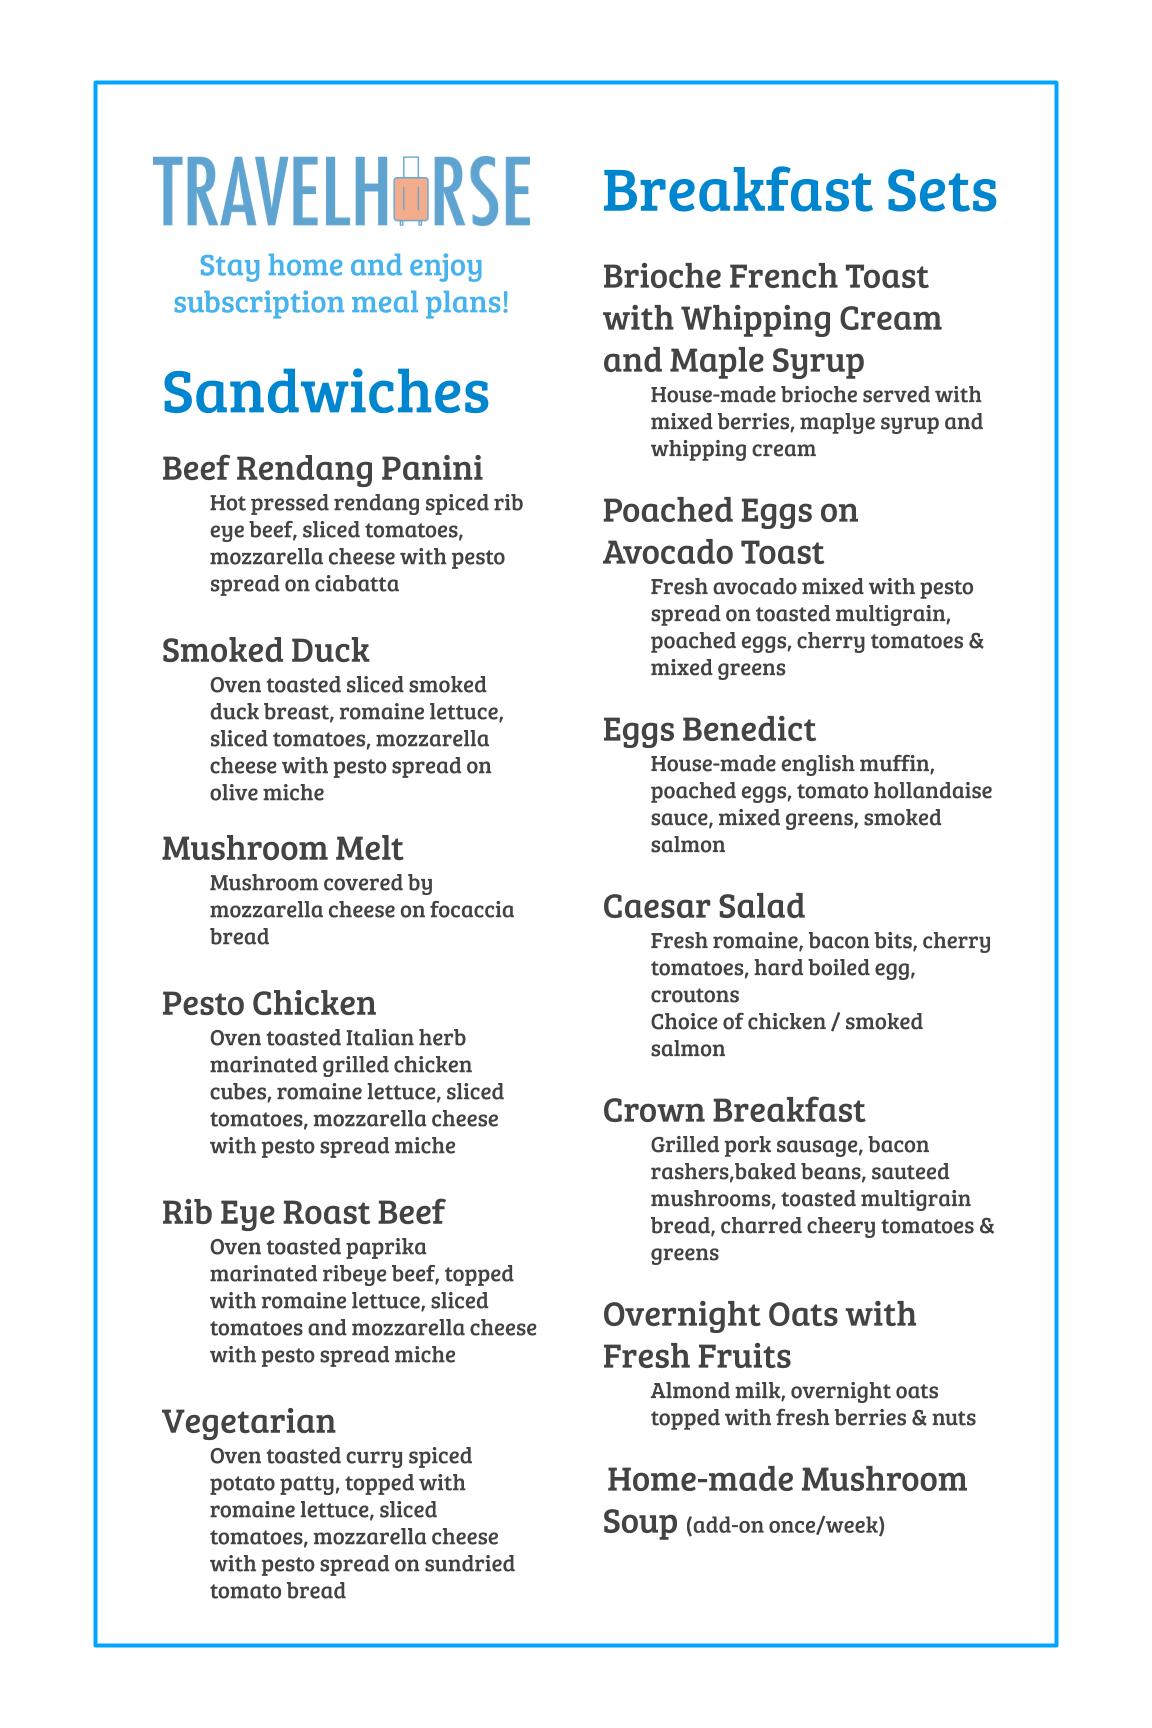 TRAVELHORSE
Stay home and enjoy
subscription meal plans!
Sandwiches
Beef Rendang Panini
Hot pressed rendang spiced rib
eye beef, sliced tomatoes,
mozzarella cheese with pesto
spread on ciabatta
Smoked Duck
Oven toasted sliced smoked
duck breast, romaine lettuce,
sliced tomatoes, mozzarella
cheese with pesto spread on
olive miche
Mushroom Melt
Mushroom covered by
mozzarella cheese on focaccia
bread
Pesto Chicken
Oven toasted Italian herb
marinated grilled chicken
cubes, romaine lettuce, sliced
tomatoes, mozzarella cheese
with pesto spread miche
Rib Eye Roast Beef
Oven toasted paprika
marinated ribeye beef, topped
with romaine lettuce, sliced
tomatoes and mozzarella cheese
with pesto spread miche
Vegetarian
Oven toasted curry spiced
potato patty, topped with
romaine lettuce, sliced
tomatoes, mozzarella cheese
with pesto spread on sundried
tomato bread
Breakfast Sets
Brioche French Toast
with Whipping Cream
and Maple Syrup
House-made brioche served with
mixed berries, maplye syrup and
whipping cream
Poached Eggs on
Avocado Toast
Fresh avocado mixed with pesto
spread on toasted multigrain,
poached eggs, cherry tomatoes &
mixed greens
Eggs Benedict
House-made english muffin,
poached eggs, tomato hollandaise
sauce, mixed greens, smoked
salmon
Caesar Salad
Fresh romaine, bacon bits, cherry
tomatoes, hard boiled egg,
croutons
Choice of chicken / smoked
salmon
Crown Breakfast
Grilled pork sausage, bacon
rashers,baked beans, sauteed
mushrooms, toasted multigrain
bread, charred cheery tomatoes &
greens
Overnight Oats with
Fresh Fruits
Almond milk, overnight oats
topped with fresh berries & nuts
Home-made Mushroom
Soup (add-on once/week)